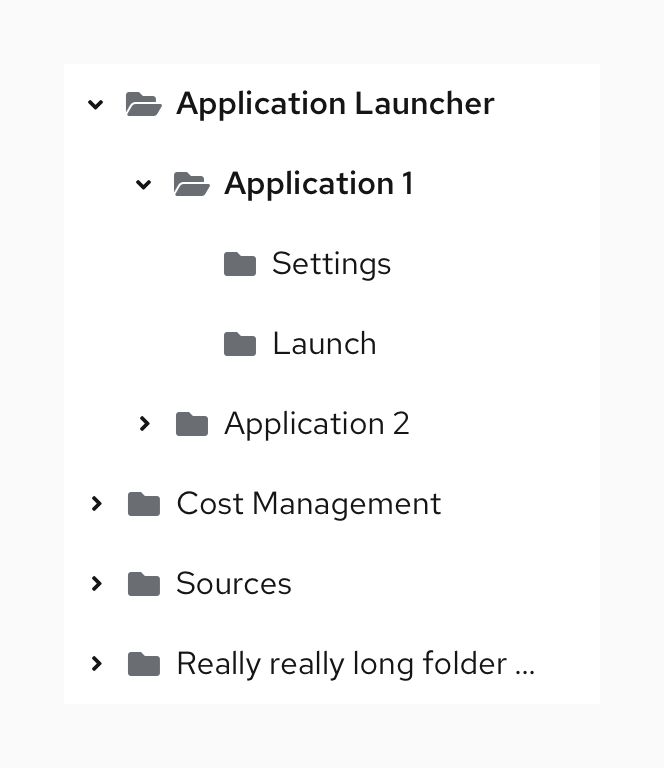 Application Launcher
Application 1
Settings
Launch
Application 2
Cost Management
Sources
Really really long folder ...